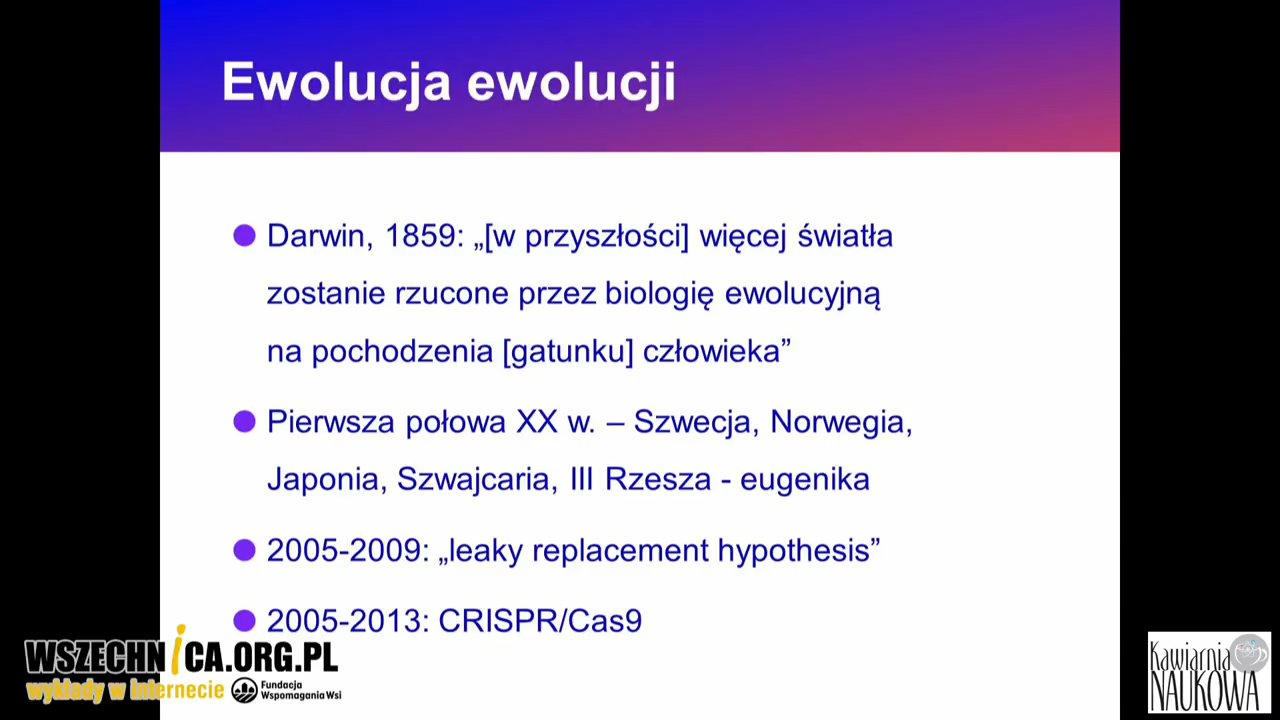 Ewolucja ewolucji
Darwin, 1859: „[w przyszłości] więcej światła
zostanie rzucone przez biologię ewolucyjną
na pochodzenia [gatunku] człowieka”
Pierwsza połowa XX w. – Szwecja, Norwegia,
Japonia, Szwajcaria, III Rzesza - eugenika
2005-2009: „leaky replacement hypothesis”
2005-2013: CRISPR/Cas9
WSZECHNICA.ORG.PL
wykłady w internecie
Fundacja
Wspomagania Wsi
Kawiarnia
NAUKOWA